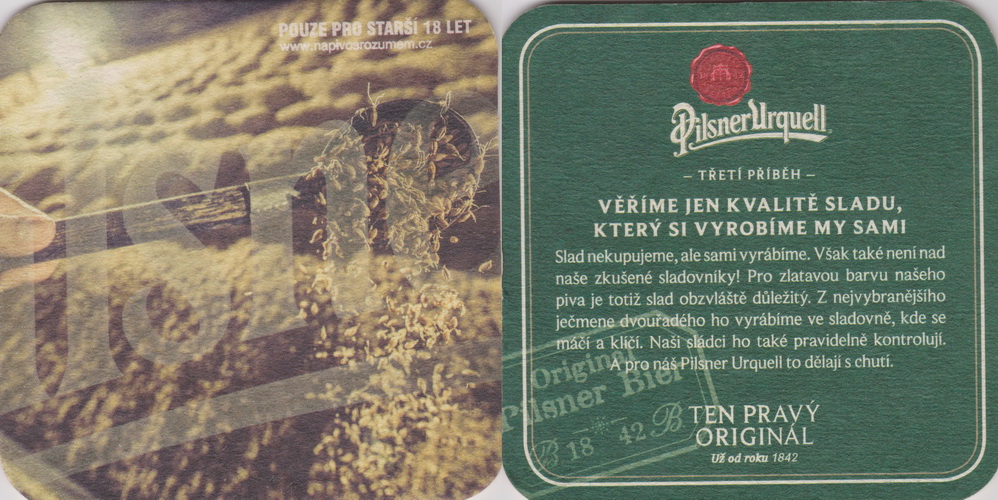 POUZE PRO STARŠÍ 18 LET
www.napivosrozumem.cz
lsn
Pilsner Urquell
– TŘETÍ PŘÍBĚH –
VĚŘÍME JEN KVALITĚ SLADU,
KTERÝ SI VYROBÍME MY SAMI
Slad nekupujeme, ale sami vyrábíme. Však také není nad
naše zkušené sladovníky! Pro zlatavou barvu našeho
piva je totiž slad obzvláště důležitý. Z nejvybranějšího
ječmene dvouradého ho vyrábíme ve sladovně, kde se
máčí a klíčí. Naši sládci ho také pravidelně kontrolují.
A pro nás Pilsner Urquell to dělají s chutí.
Original
Pilsner Bier
B 18 42 B
TEN PRAVÝ
ORIGINÁL
Už od roku 1842